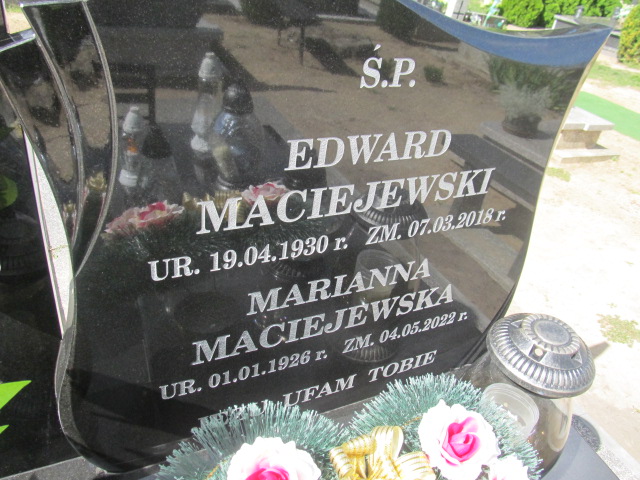 Ś.P.
EDWARD
MACIEJEWSKI
UR. 19.04.1930 r. ZM. 07.03.2018 r.
MARIANNA
MACIEJEWSKA
UR. 01.01.1926 r. ZM. 04.05.2022 r.
UFAM TOBIE